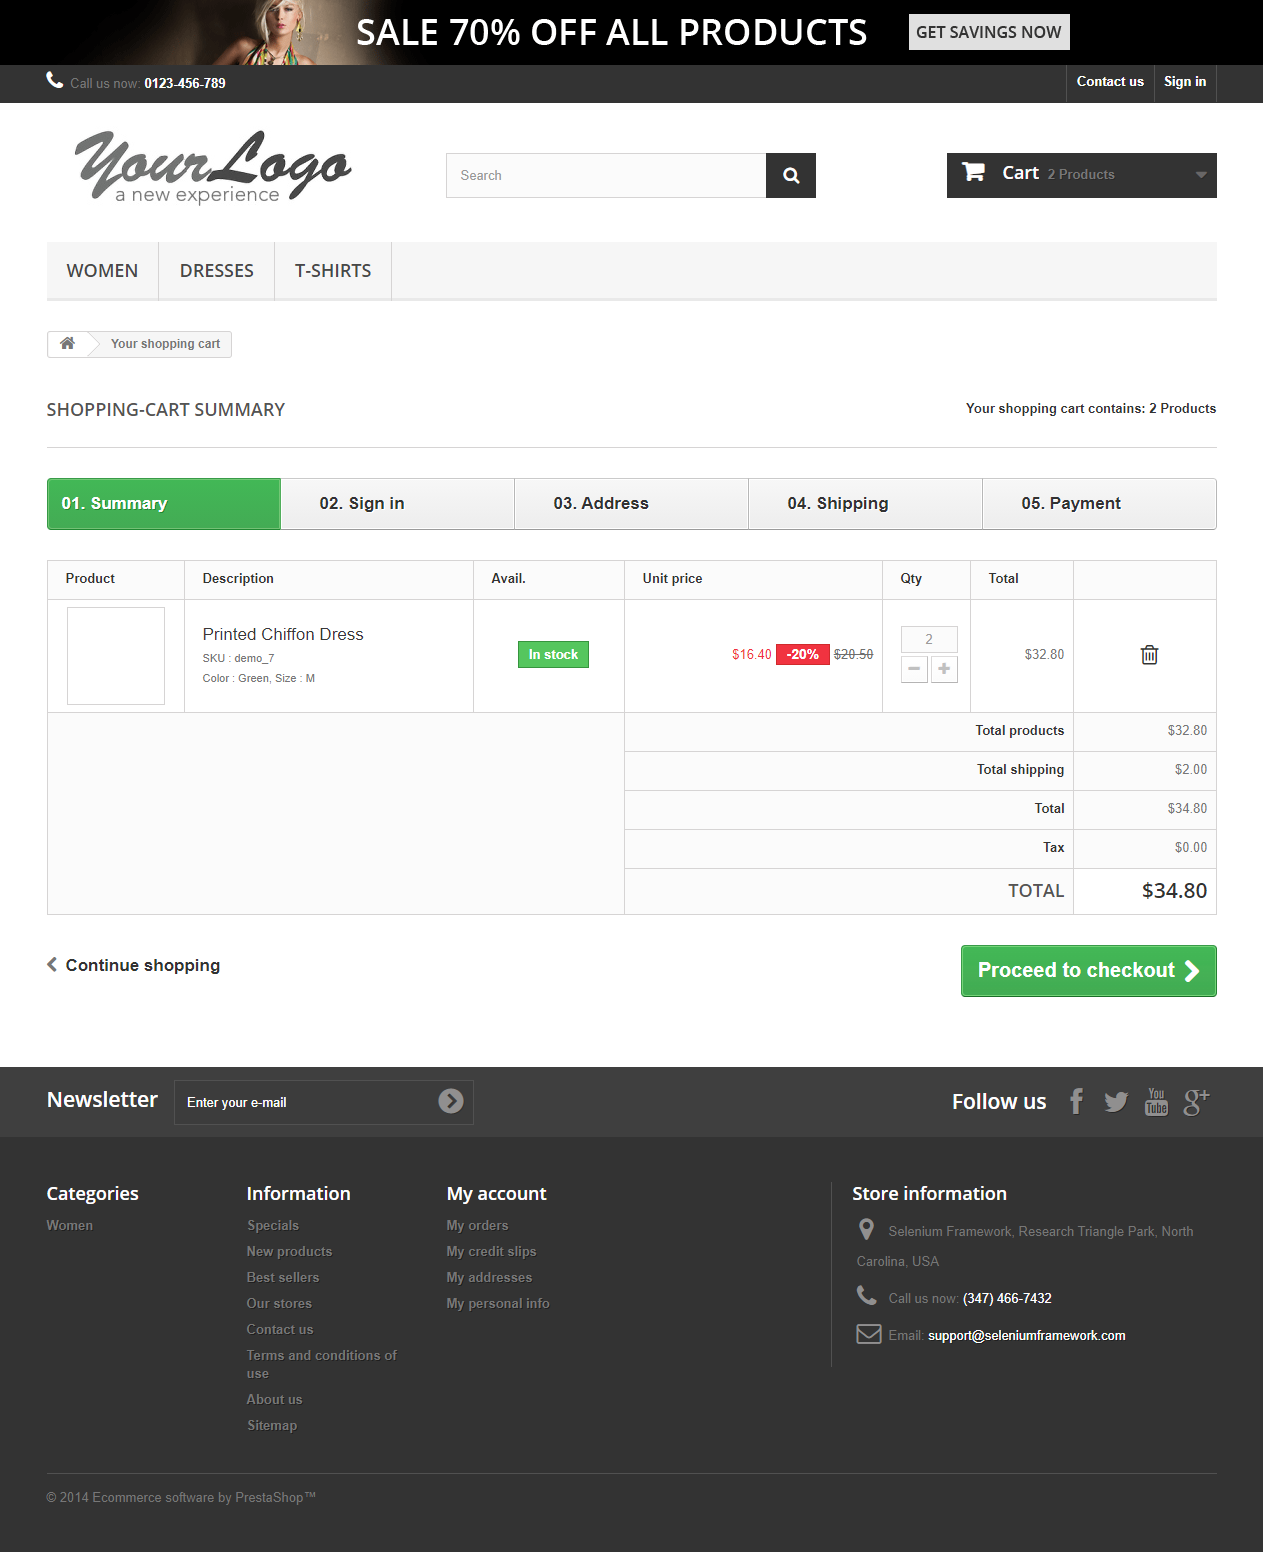 SALE 70% OFF ALL PRODUCTS
GET SAVINGS NOW
Call us now: 0123-456-789
Contact us
Sign in
Your Logo
a new experience
Search
Cart 2 Products
WOMEN
DRESSES
T-SHIRTS
Your shopping cart
SHOPPING-CART SUMMARY
Your shopping cart contains: 2 Products
01. Summary
02. Sign in
03. Address
04. Shipping
05. Payment
Product
Description
Avail.
Unit price
Qty
Total
Printed Chiffon Dress
SKU : demo_7
Color : Green, Size : M
In stock
$16.40 -20% $20.50
2
$32.80
Total products $32.80
Total shipping $2.00
Total $34.80
Tax $0.00
TOTAL $34.80
Continue shopping
Proceed to checkout
Newsletter
Enter your e-mail
Follow us
You
Tube
g+
Categories
Women
Information
Specials
New products
Best sellers
Our stores
Contact us
Terms and conditions of
use
About us
Sitemap
My account
My orders
My credit slips
My addresses
My personal info
Store information
Selenium Framework, Research Triangle Park, North
Carolina, USA
Call us now: (347) 466-7432
Email: support@seleniumframework.com
© 2014 Ecommerce software by PrestaShop™